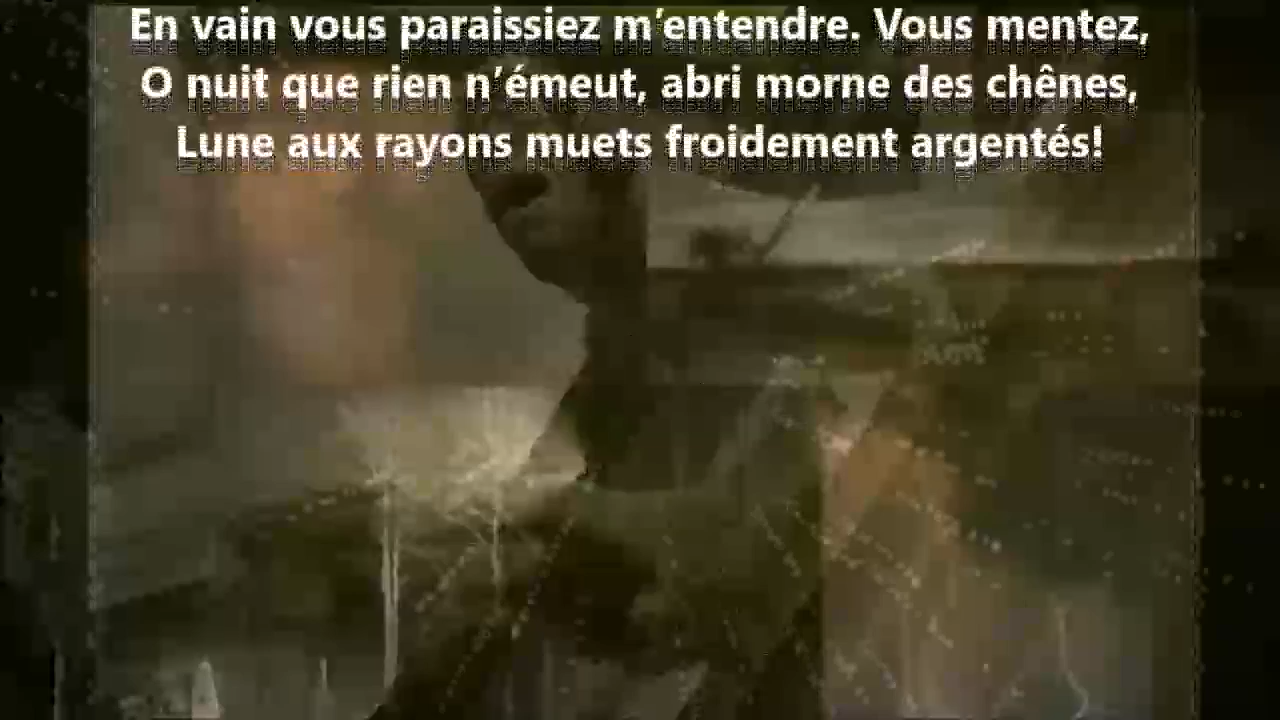 En vain vous paraissiez m’entendre. Vous mentez,
O nuit que rien n’émeut, abri morne des chênes,
Lune aux rayons muets froidement argentés!